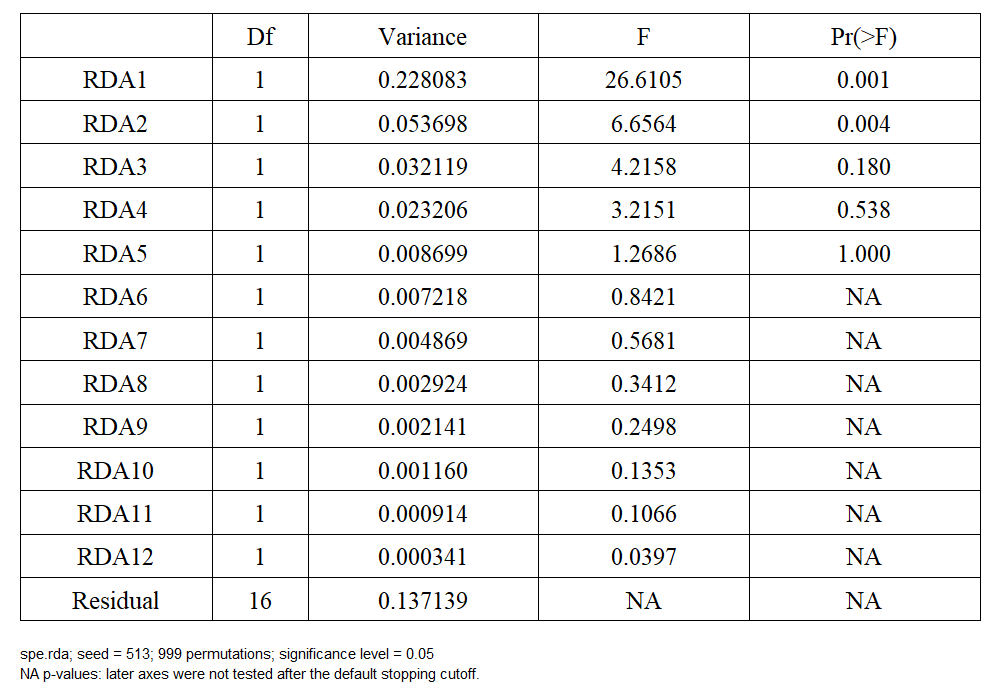 Df Variance F Pr(>F)
RDA1 1 0.228083 26.6105 0.001
RDA2 1 0.053698 6.6564 0.004
RDA3 1 0.032119 4.2158 0.180
RDA4 1 0.023206 3.2151 0.538
RDA5 1 0.008699 1.2686 1.000
RDA6 1 0.007218 0.8421 NA
RDA7 1 0.004869 0.5681 NA
RDA8 1 0.002924 0.3412 NA
RDA9 1 0.002141 0.2498 NA
RDA10 1 0.001160 0.1353 NA
RDA11 1 0.000914 0.1066 NA
RDA12 1 0.000341 0.0397 NA
Residual 16 0.137139 NA NA
spe.rda; seed = 513; 999 permutations; significance level = 0.05
NA p-values: later axes were not tested after the default stopping cutoff.